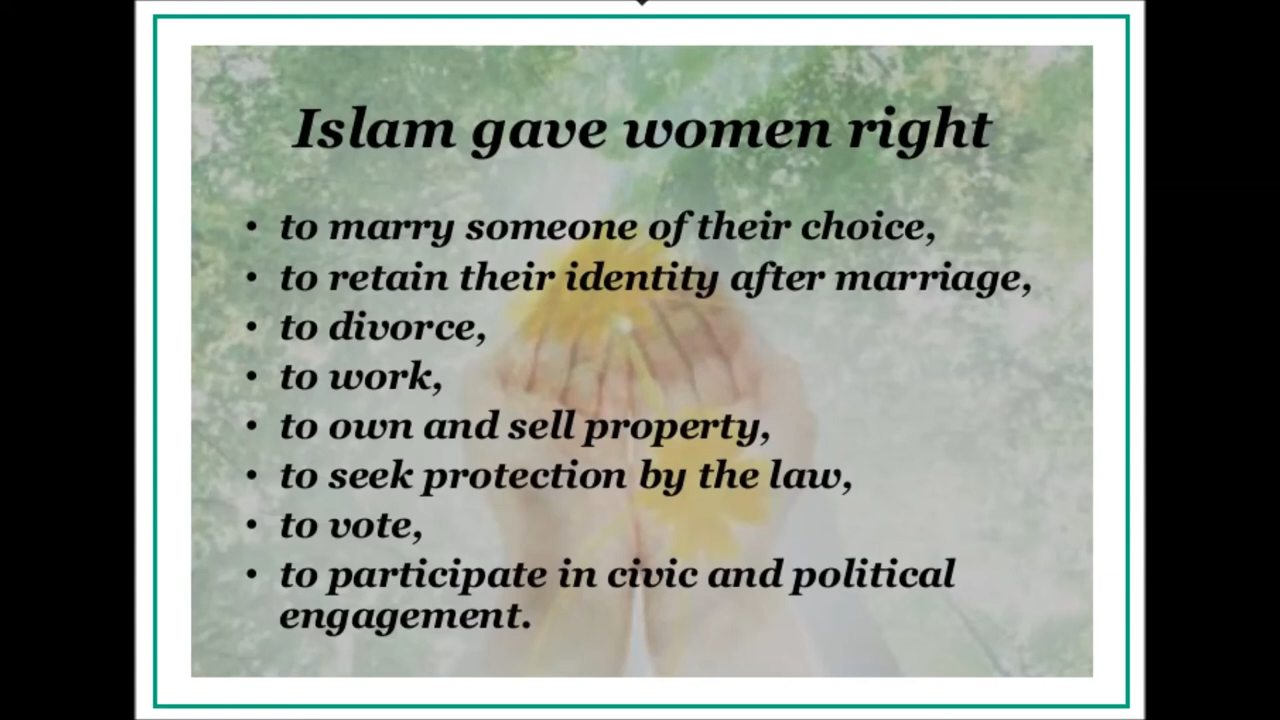 Islam gave women right
• to marry someone of their choice,
• to retain their identity after marriage,
• to divorce,
• to work,
• to own and sell property,
• to seek protection by the law,
• to vote,
• to participate in civic and political
engagement.